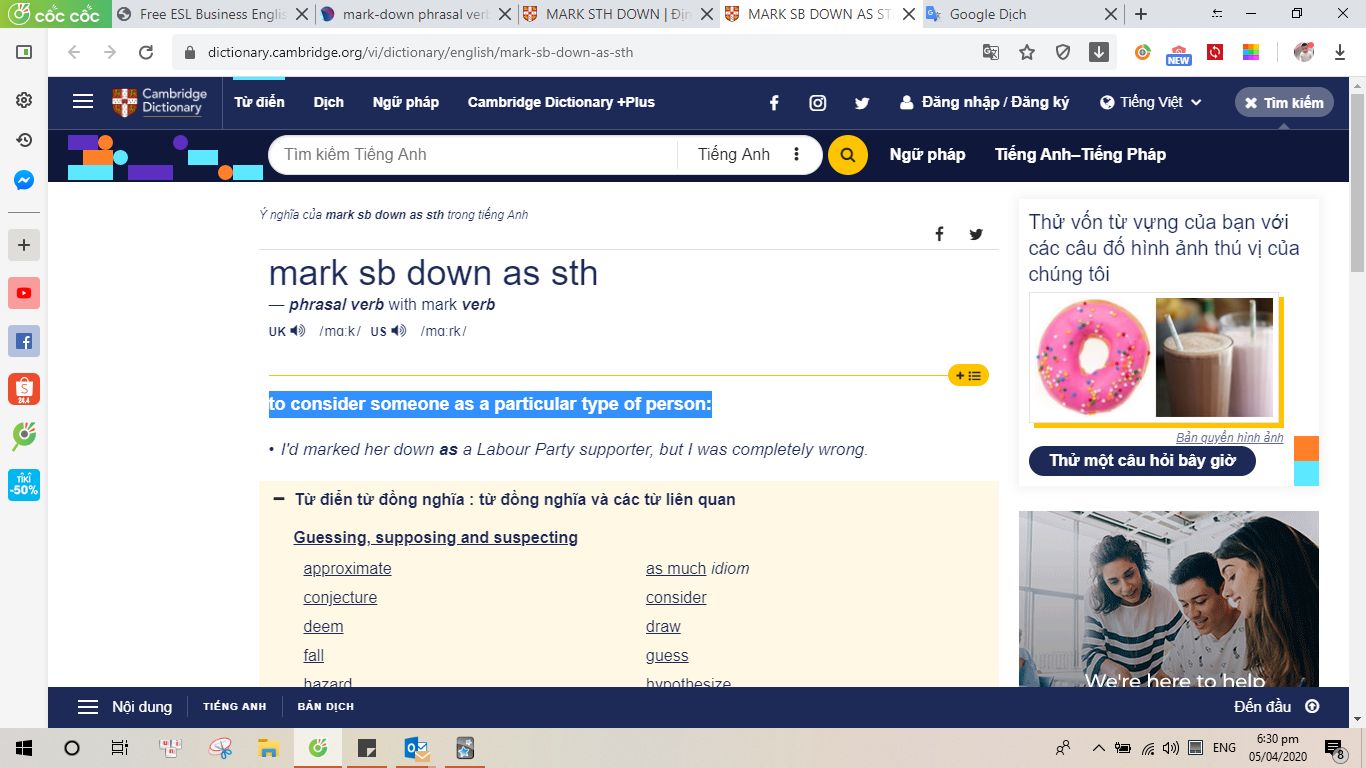 cốc cốc
Free ESL Business Englis
mark-down phrasal verb
MARK STH DOWN | Địn
MARK SB DOWN AS ST
Google Dịch
dictionary.cambridge.org/vi/dictionary/english/mark-sb-down-as-sth
NEW
Cambridge
Dictionary
Từ điển
Dịch
Ngữ pháp
Cambridge Dictionary +Plus
Đăng nhập / Đăng ký
Tiếng Việt
Tìm kiếm
Tìm kiếm Tiếng Anh
Tiếng Anh
Ngữ pháp
Tiếng Anh–Tiếng Pháp
Ý nghĩa của mark sb down as sth trong tiếng Anh
mark sb down as sth
— phrasal verb with mark verb
UK /mɑːk/ US /mɑːrk/
to consider someone as a particular type of person:
• I'd marked her down as a Labour Party supporter, but I was completely wrong.
Từ điển từ đồng nghĩa : từ đồng nghĩa và các từ liên quan
Guessing, supposing and suspecting
approximate
as much idiom
conjecture
consider
deem
draw
fall
guess
hazard
hypothesize
Thử vốn từ vựng của bạn với
các câu đố hình ảnh thú vị của
chúng tôi
Bản quyền hình ảnh
Thử một câu hỏi bây giờ
We're here to help
24.4
TIKI
-50%
Nội dung
TIẾNG ANH
BẢN DỊCH
Đến đầu
ENG
6:30 pm
05/04/2020
8